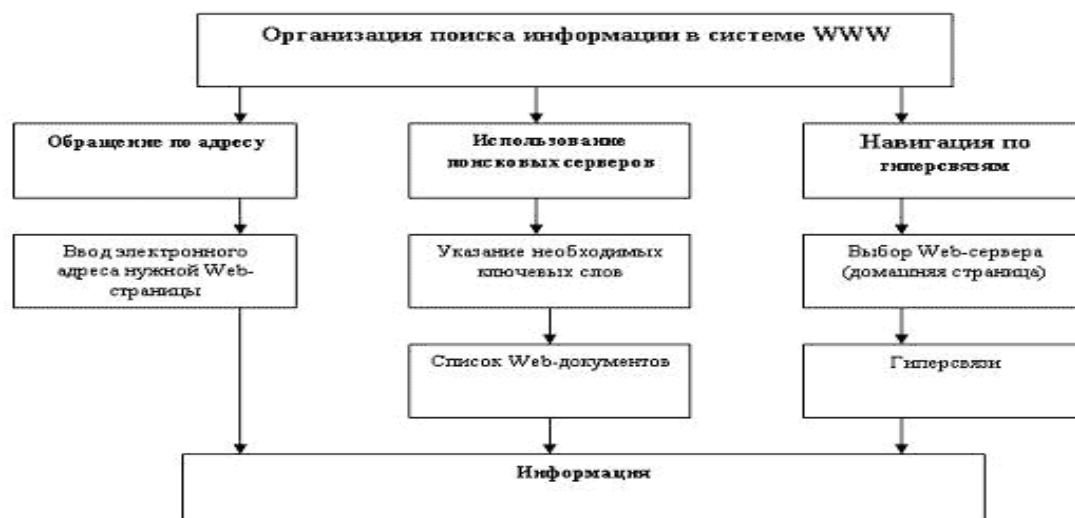 Организация поиска информации в системе WWW
Обращение по адресу
Использование
поисковых серверов
Навигация по
гиперсвязям
Ввод электронного
адреса нужной Web-
страницы
Указание необходимых
ключевых слов
Выбор Web-сервера
(домашняя страница)
Список Web-документов
Гиперсвязи
Информация